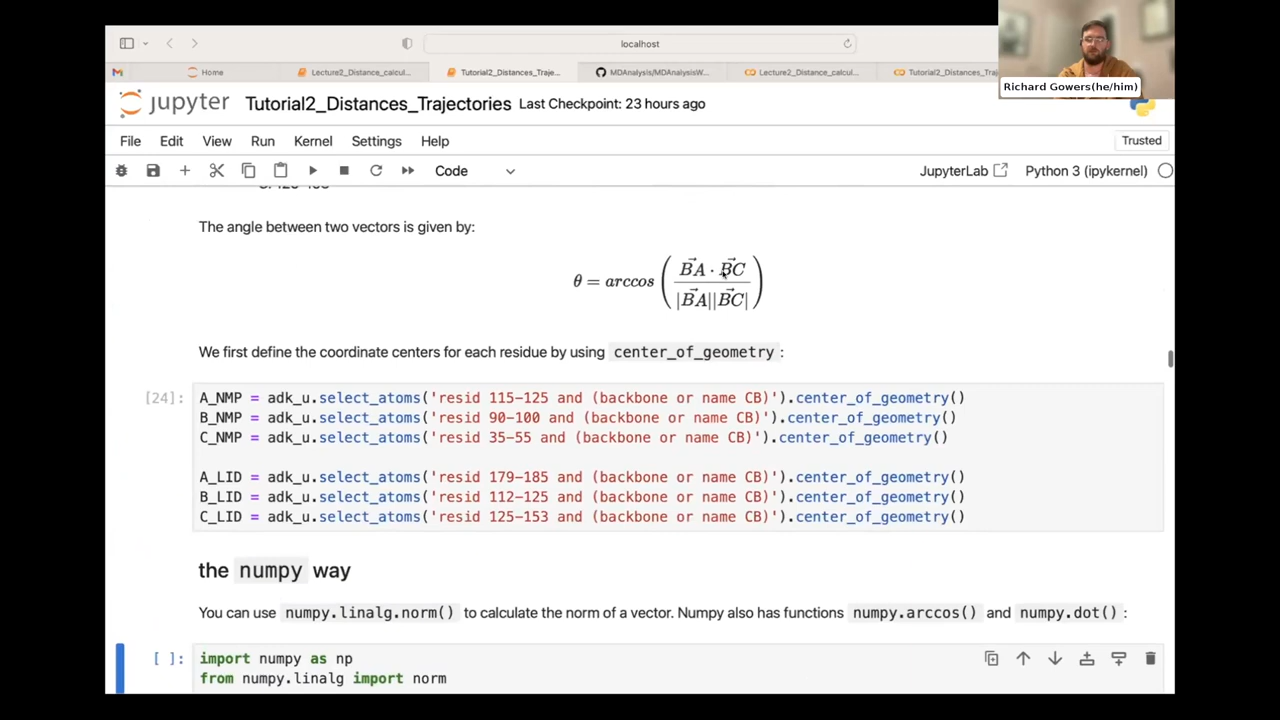 localhost
Home
Lecture2_Distance_calcul...
Tutorial2_Distances_Traje...
MDAnalysis/MDAnalysisW...
Lecture2_Distance_calcul...
Tutorial2_Distances_Tra
Richard Gowers(he/him)
jupyter Tutorial2_Distances_Trajectories Last Checkpoint: 23 hours ago
File Edit View Run Kernel Settings Help Trusted
Code JupyterLab Python 3 (ipykernel)
The angle between two vectors is given by:
θ = arccos ( B⃗A · B⃗C / |B⃗A||B⃗C| )
We first define the coordinate centers for each residue by using center_of_geometry :
[24]: A_NMP = adk_u.select_atoms('resid 115-125 and (backbone or name CB)').center_of_geometry()
B_NMP = adk_u.select_atoms('resid 90-100 and (backbone or name CB)').center_of_geometry()
C_NMP = adk_u.select_atoms('resid 35-55 and (backbone or name CB)').center_of_geometry()
A_LID = adk_u.select_atoms('resid 179-185 and (backbone or name CB)').center_of_geometry()
B_LID = adk_u.select_atoms('resid 112-125 and (backbone or name CB)').center_of_geometry()
C_LID = adk_u.select_atoms('resid 125-153 and (backbone or name CB)').center_of_geometry()
the numpy way
You can use numpy.linalg.norm() to calculate the norm of a vector. Numpy also has functions numpy.arccos() and numpy.dot() :
[ ]: import numpy as np
from numpy.linalg import norm